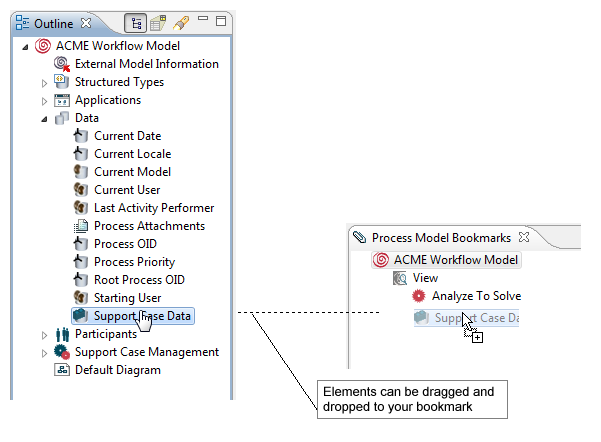 Outline
ACME Workflow Model
External Model Information
Structured Types
Applications
Data
Current Date
Current Locale
Current Model
Current User
Last Activity Performer
Process Attachments
Process OID
Process Priority
Root Process OID
Starting User
Support Case Data
Participants
Support Case Management
Default Diagram
Process Model Bookmarks
ACME Workflow Model
View
Analyze To Solve
Support Case Da
Elements can be dragged and
dropped to your bookmark